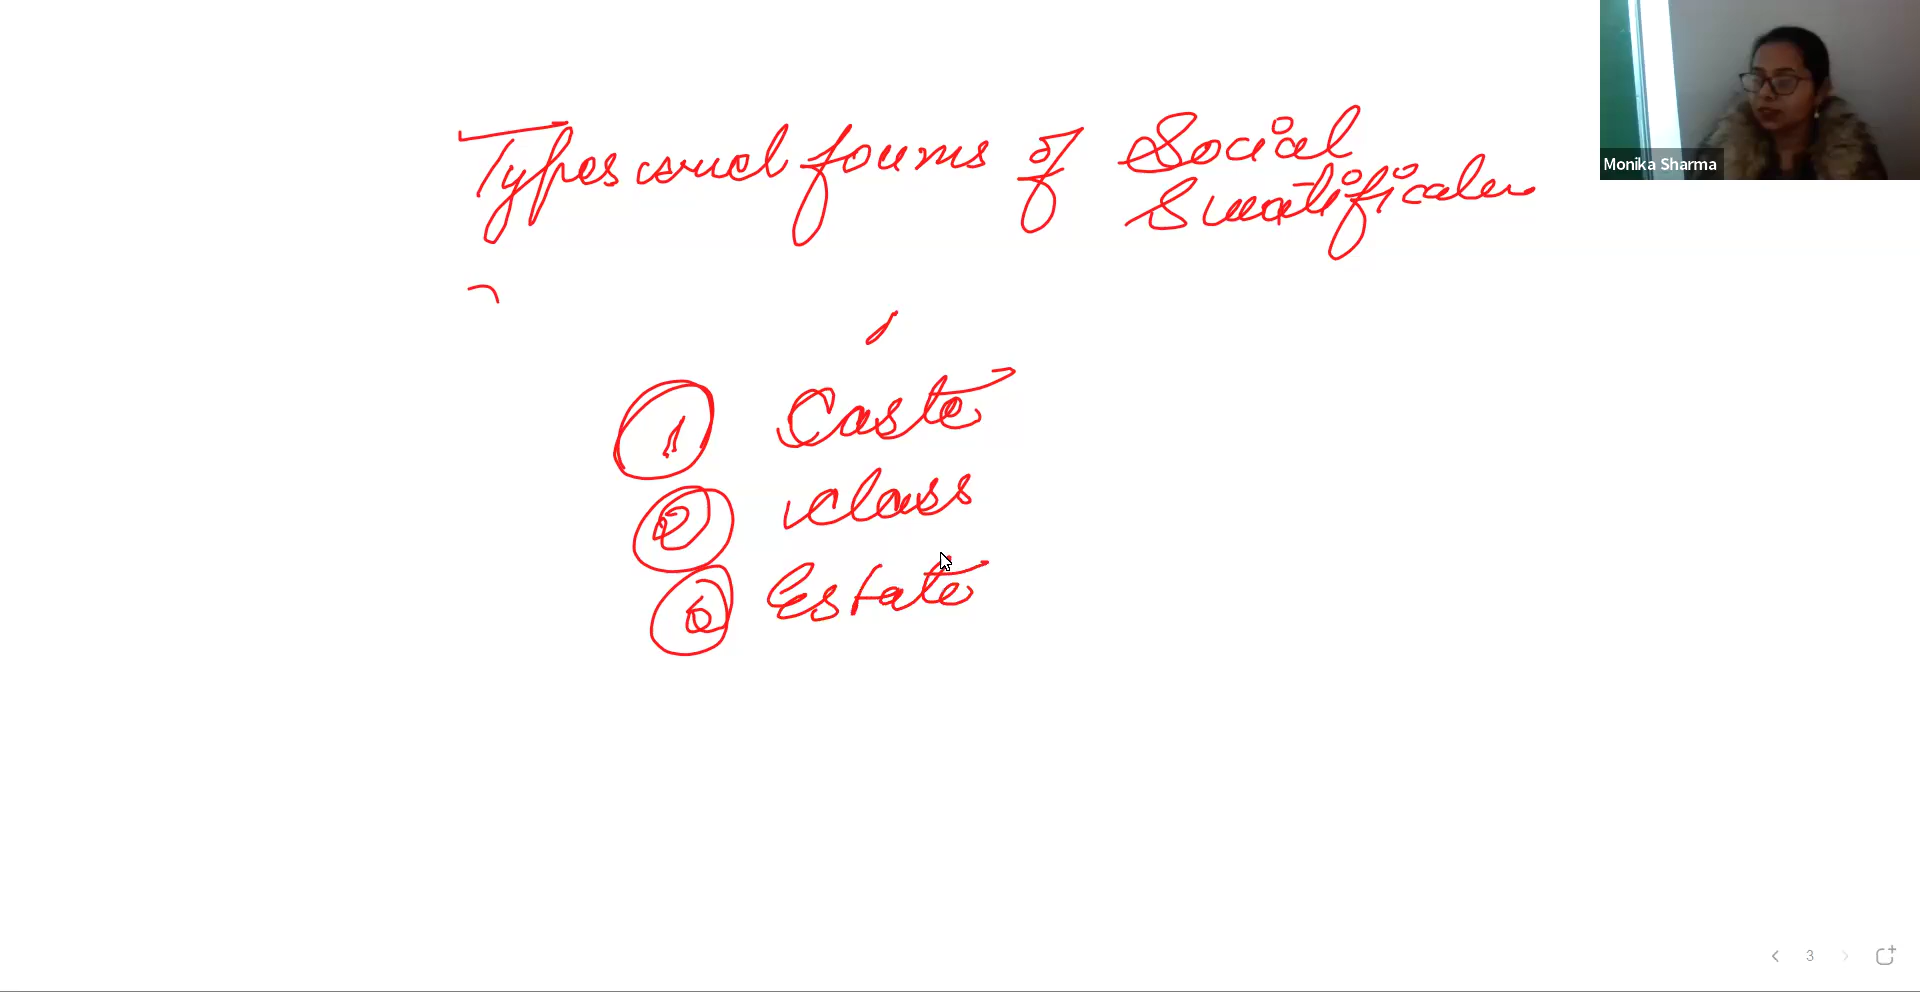 Types and forms of Social
Stratification
1 Caste
2 Class
3 Estate
Monika Sharma
3